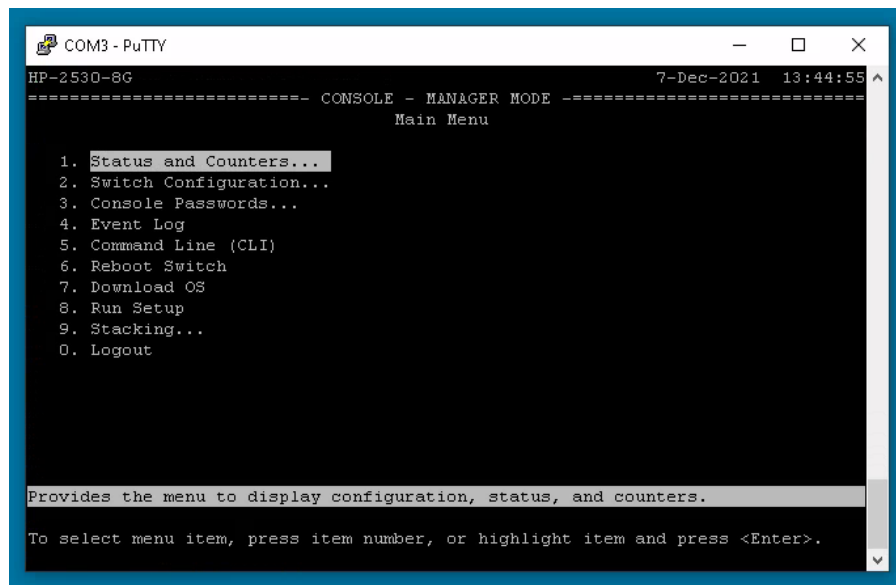 COM3 - PuTTY
HP-2530-8G 7-Dec-2021 13:44:55
===========================- CONSOLE - MANAGER MODE -============================
Main Menu
1. Status and Counters...
2. Switch Configuration...
3. Console Passwords...
4. Event Log
5. Command Line (CLI)
6. Reboot Switch
7. Download OS
8. Run Setup
9. Stacking...
0. Logout
Provides the menu to display configuration, status, and counters.
To select menu item, press item number, or highlight item and press <Enter>.